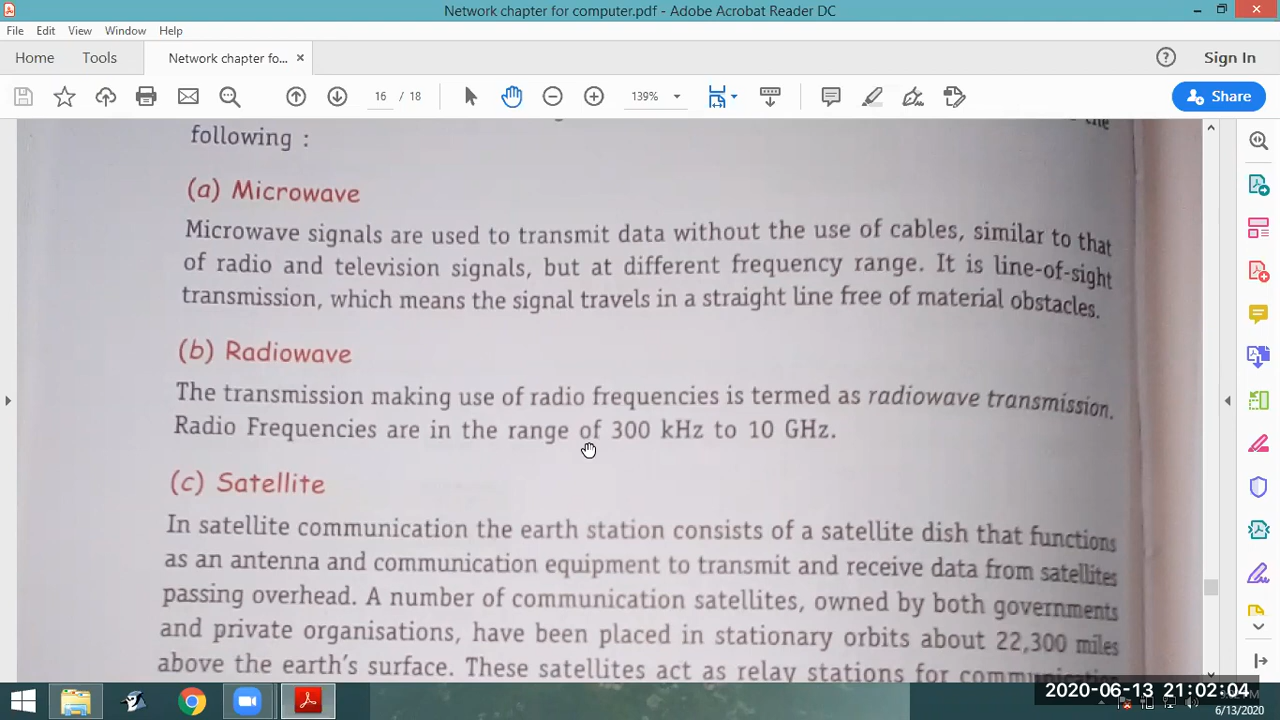 Network chapter for computer.pdf - Adobe Acrobat Reader DC
File Edit View Window Help
Home Tools Network chapter fo... × Sign In
16 / 18 139% Share
the
following :
(a) Microwave
Microwave signals are used to transmit data without the use of cables, similar to that
of radio and television signals, but at different frequency range. It is line-of-sight
transmission, which means the signal travels in a straight line free of material obstacles.
(b) Radiowave
The transmission making use of radio frequencies is termed as radiowave transmission.
Radio Frequencies are in the range of 300 kHz to 10 GHz.
(c) Satellite
In satellite communication the earth station consists of a satellite dish that functions
as an antenna and communication equipment to transmit and receive data from satellites
passing overhead. A number of communication satellites, owned by both governments
and private organisations, have been placed in stationary orbits about 22,300 miles
above the earth's surface. These satellites act as relay stations for communication
2020-06-13 21:02:04
6/13/2020